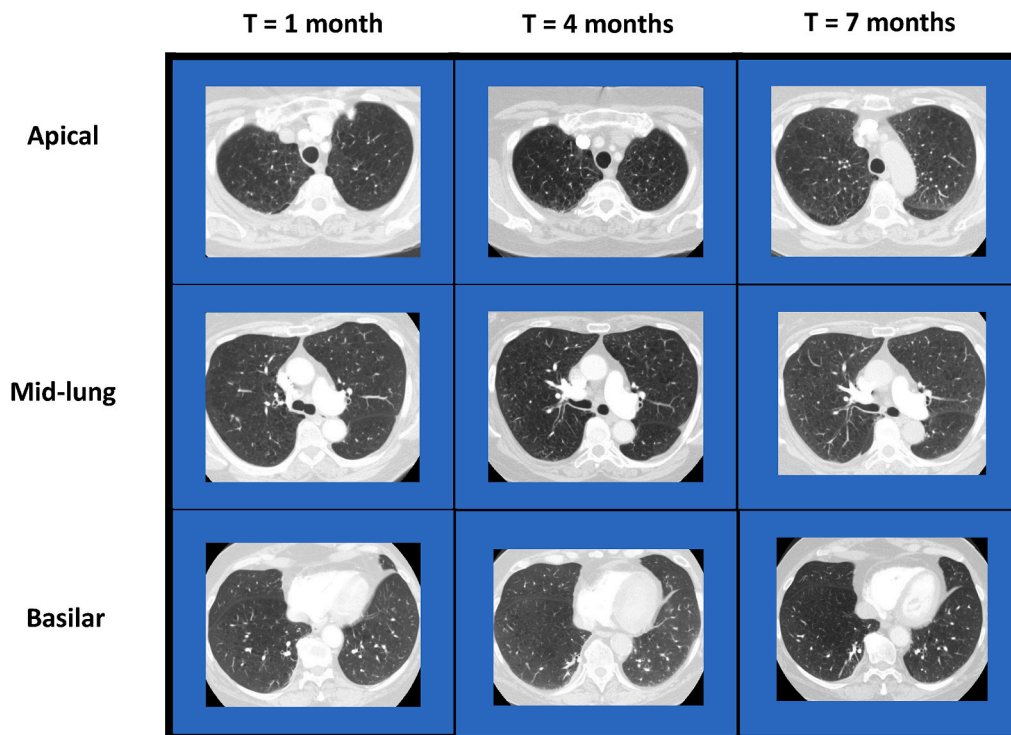 T = 1 month T = 4 months T = 7 months
Apical
Mid-lung
Basilar